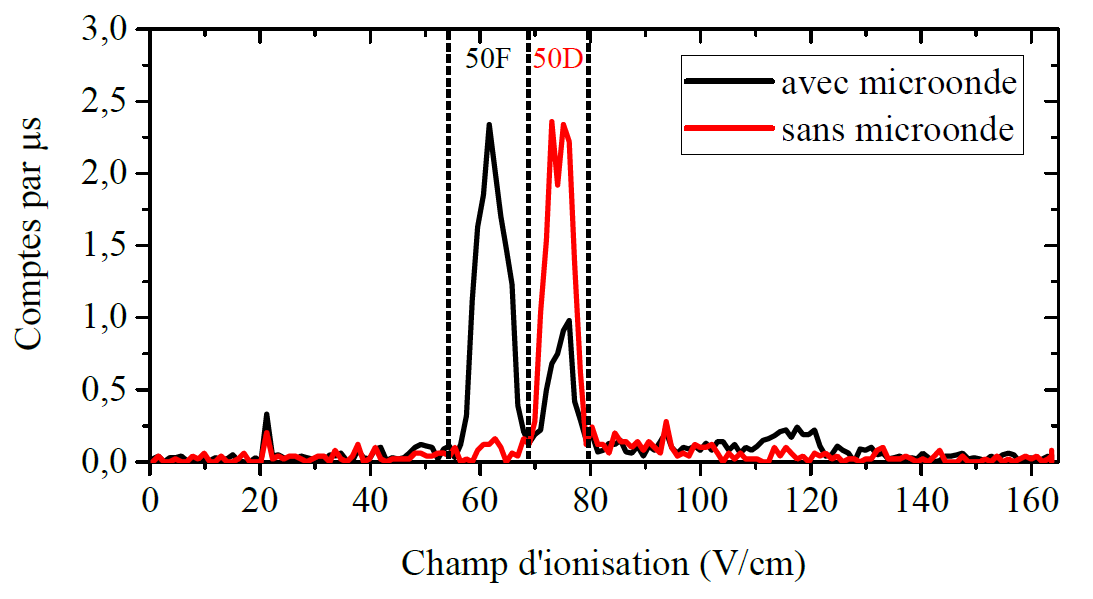 3,0
2,5
2,0
1,5
1,0
0,5
0,0
Comptes par µs
50F
50D
avec microonde
sans microonde
0 20 40 60 80 100 120 140 160
Champ d'ionisation (V/cm)